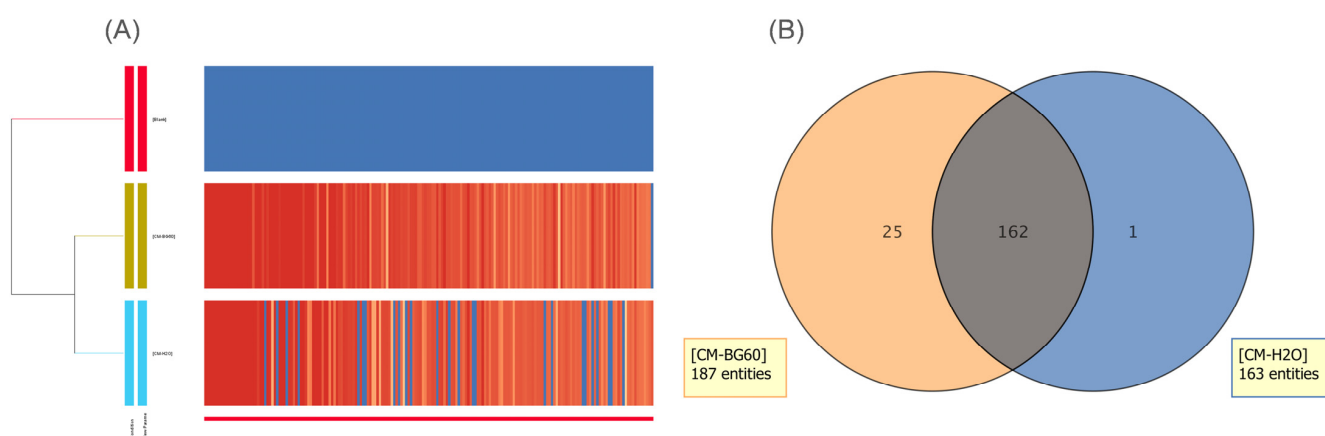 (A)
(B)
[Blank]
[CM-BG60]
[CM-H2O]
25
162
1
[CM-BG60]
187 entities
[CM-H2O]
163 entities